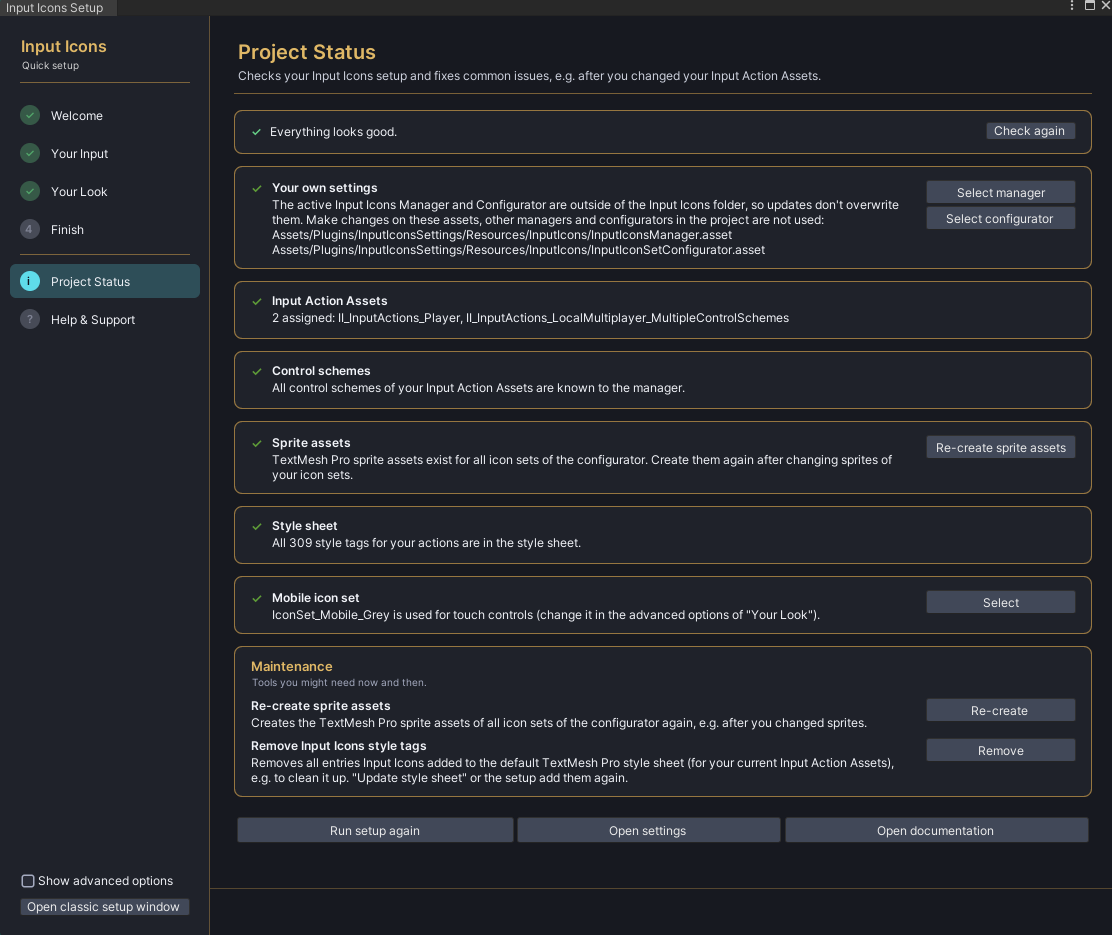 Input Icons Setup
Input Icons
Quick setup
Welcome
Your Input
Your Look
4 Finish
i Project Status
? Help & Support
Show advanced options
Open classic setup window
Project Status
Checks your Input Icons setup and fixes common issues, e.g. after you changed your Input Action Assets.
Everything looks good.
Check again
Your own settings
The active Input Icons Manager and Configurator are outside of the Input Icons folder, so updates don't overwrite
them. Make changes on these assets, other managers and configurators in the project are not used:
Assets/Plugins/InputIconsSettings/Resources/InputIcons/InputIconsManager.asset
Assets/Plugins/InputIconsSettings/Resources/InputIcons/InputIconSetConfigurator.asset
Select manager
Select configurator
Input Action Assets
2 assigned: II_InputActions_Player, II_InputActions_LocalMultiplayer_MultipleControlSchemes
Control schemes
All control schemes of your Input Action Assets are known to the manager.
Sprite assets
TextMesh Pro sprite assets exist for all icon sets of the configurator. Create them again after changing sprites of
your icon sets.
Re-create sprite assets
Style sheet
All 309 style tags for your actions are in the style sheet.
Mobile icon set
IconSet_Mobile_Grey is used for touch controls (change it in the advanced options of "Your Look").
Select
Maintenance
Tools you might need now and then.
Re-create sprite assets
Creates the TextMesh Pro sprite assets of all icon sets of the configurator again, e.g. after you changed sprites.
Re-create
Remove Input Icons style tags
Removes all entries Input Icons added to the default TextMesh Pro style sheet (for your current Input Action Assets),
e.g. to clean it up. "Update style sheet" or the setup add them again.
Remove
Run setup again
Open settings
Open documentation